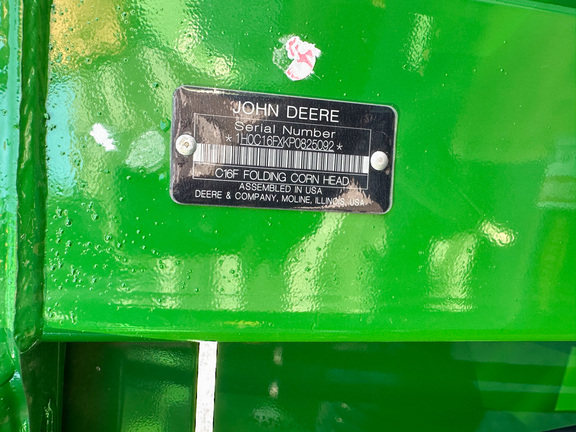 JOHN DEERE
Serial Number
* 1H0C16FXKP0825092 *
C16F FOLDING CORN HEAD
ASSEMBLED IN USA
DEERE & COMPANY, MOLINE, ILLINOIS, USA